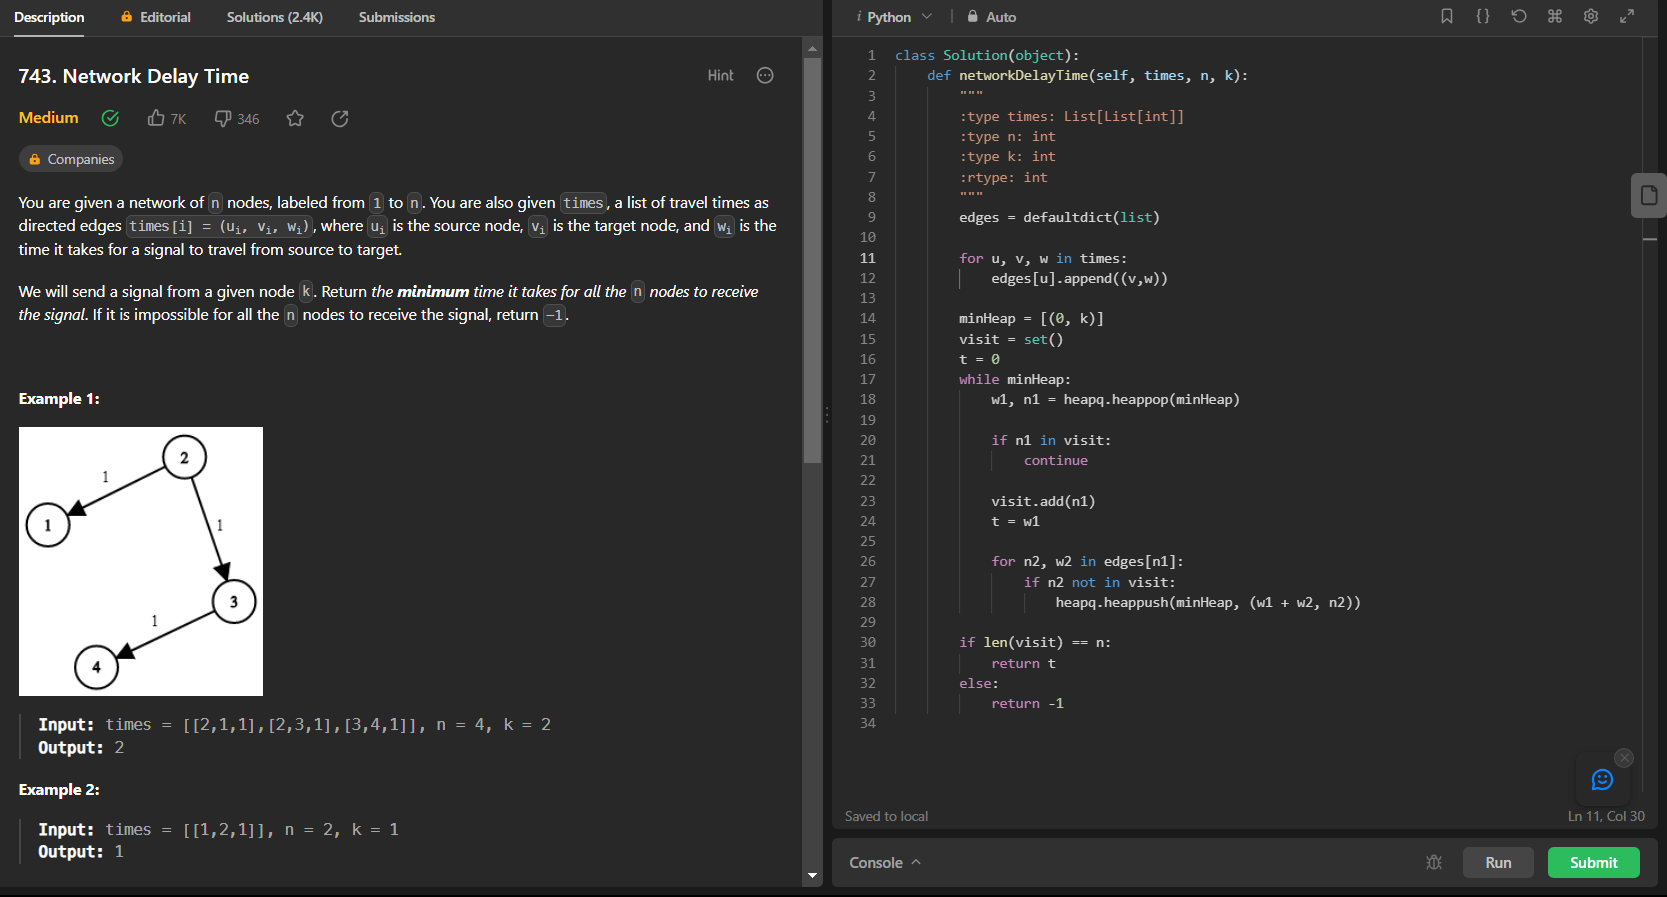 Description
Editorial
Solutions (2.4K)
Submissions
743. Network Delay Time
Hint
Medium
7K
346
Companies
You are given a network of n nodes, labeled from 1 to n. You are also given times, a list of travel times as
directed edges times[i] = (ui, vi, wi), where ui is the source node, vi is the target node, and wi is the
time it takes for a signal to travel from source to target.
We will send a signal from a given node k. Return the minimum time it takes for all the n nodes to receive
the signal. If it is impossible for all the n nodes to receive the signal, return -1.
Example 1:
2
1
1
1
3
1
4
Input: times = [[2,1,1],[2,3,1],[3,4,1]], n = 4, k = 2
Output: 2
Example 2:
Input: times = [[1,2,1]], n = 2, k = 1
Output: 1
i Python
Auto
1 class Solution(object):
2     def networkDelayTime(self, times, n, k):
3         """
4         :type times: List[List[int]]
5         :type n: int
6         :type k: int
7         :rtype: int
8         """
9         edges = defaultdict(list)
10
11         for u, v, w in times:
12             edges[u].append((v,w))
13
14         minHeap = [(0, k)]
15         visit = set()
16         t = 0
17         while minHeap:
18             w1, n1 = heapq.heappop(minHeap)
19
20             if n1 in visit:
21                 continue
22
23             visit.add(n1)
24             t = w1
25
26             for n2, w2 in edges[n1]:
27                 if n2 not in visit:
28                     heapq.heappush(minHeap, (w1 + w2, n2))
29
30         if len(visit) == n:
31             return t
32         else:
33             return -1
34
Saved to local
Ln 11, Col 30
Console
Run
Submit